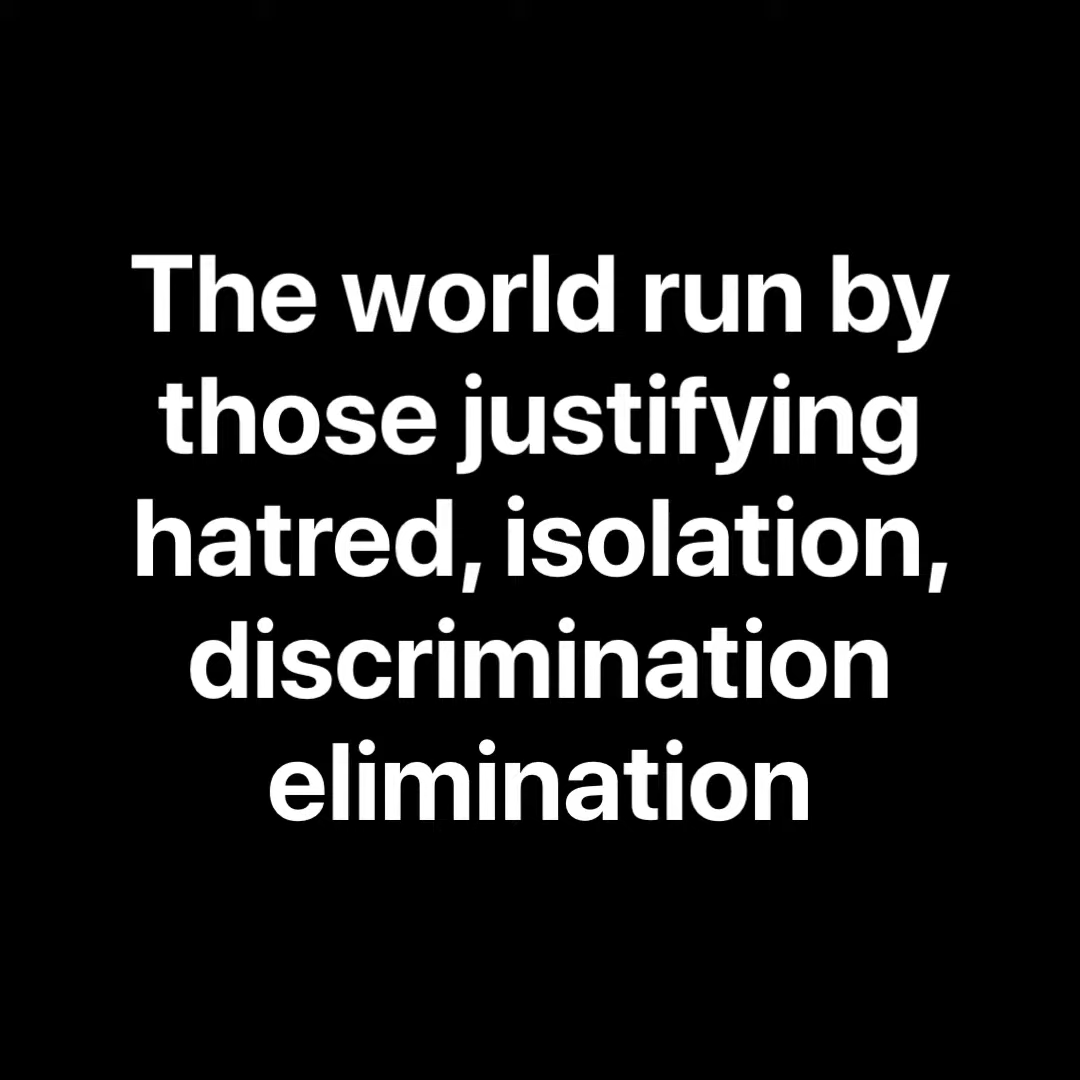 The world run by
those justifying
hatred, isolation,
discrimination
elimination